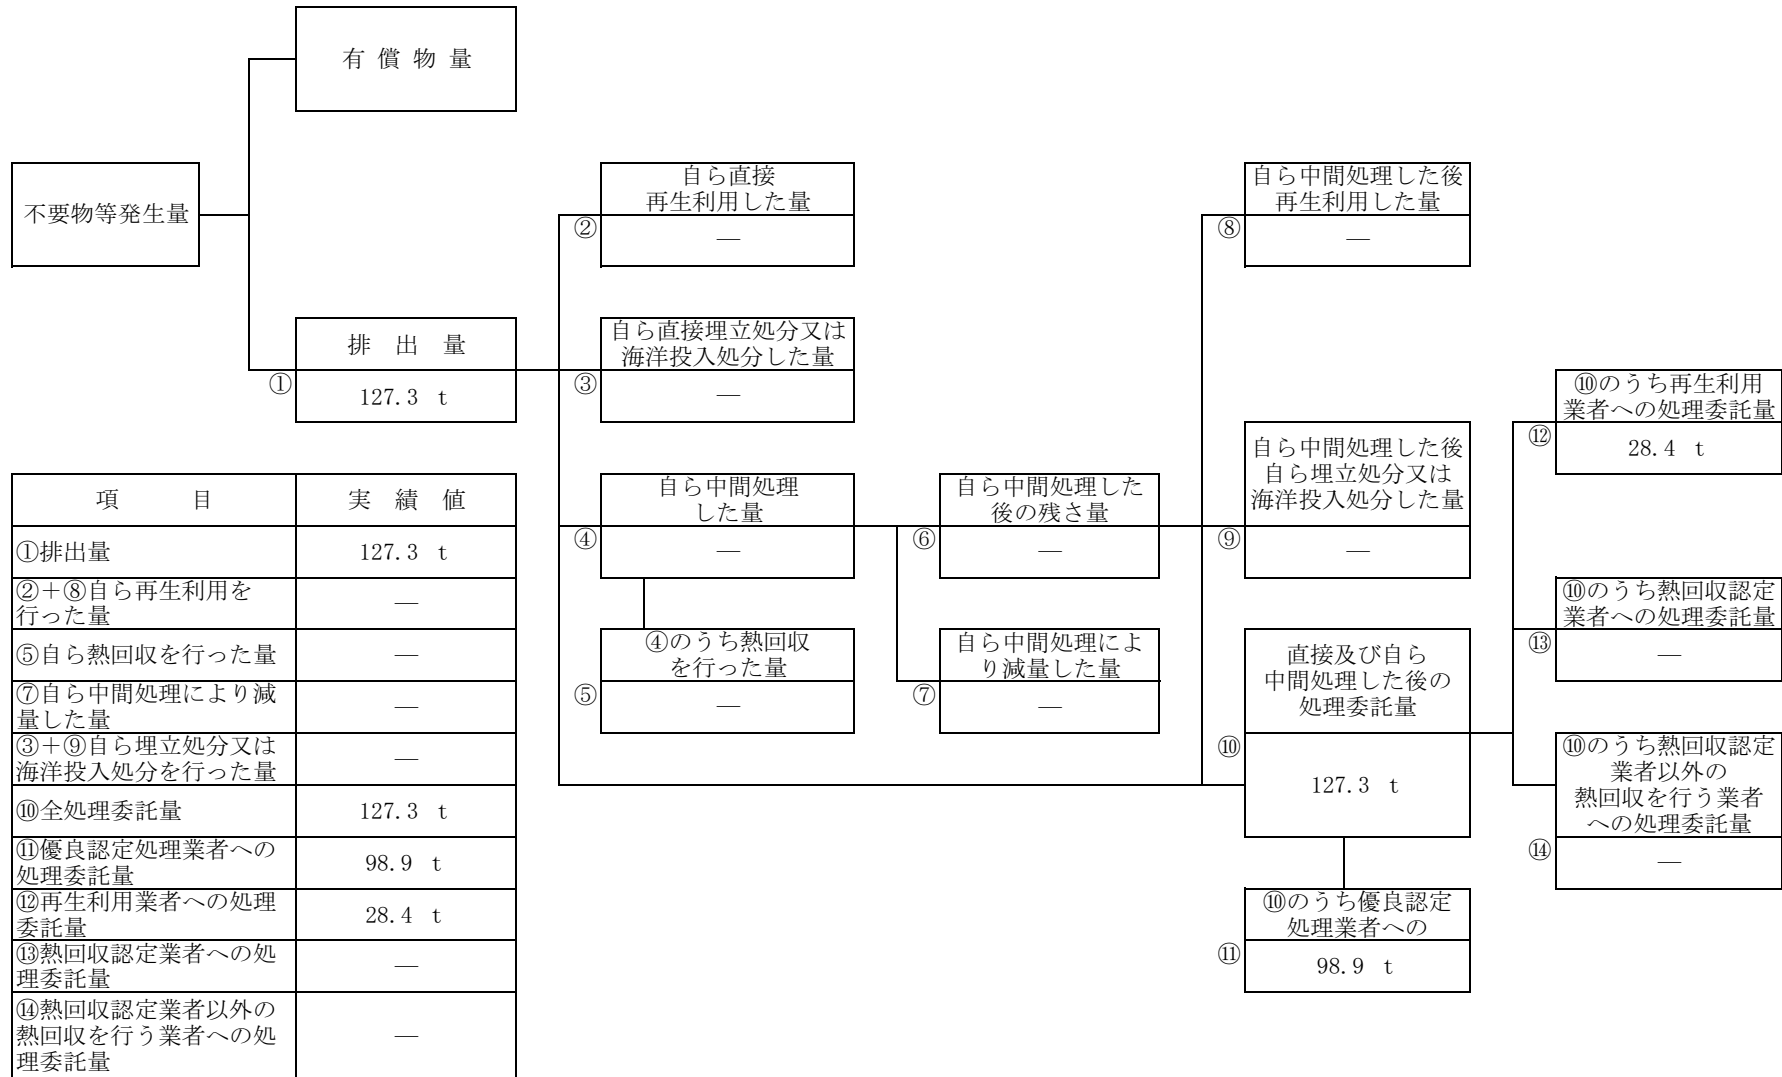 有 償 物 量
不要物等発生量
排 出 量
①
127.3 t
自ら直接
再生利用した量
②
―
自ら直接埋立処分又は
海洋投入処分した量
③
―
自ら中間処理
した量
④
―
④のうち熱回収
を行った量
⑤
―
自ら中間処理した
後の残さ量
⑥
―
自ら中間処理によ
り減量した量
⑦
―
自ら中間処理した後
再生利用した量
⑧
―
自ら中間処理した後
自ら埋立処分又は
海洋投入処分した量
⑨
―
直接及び自ら
中間処理した後の
処理委託量
⑩
127.3 t
⑩のうち優良認定
処理業者への
⑪
98.9 t
⑩のうち再生利用
業者への処理委託量
⑫
28.4 t
⑩のうち熱回収認定
業者への処理委託量
⑬
―
⑩のうち熱回収認定
業者以外の
熱回収を行う業者
への処理委託量
⑭
―
項 目 実 績 値
①排出量 127.3 t
②+⑧自ら再生利用を
行った量 ―
⑤自ら熱回収を行った量 ―
⑦自ら中間処理により減
量した量 ―
③+⑨自ら埋立処分又は
海洋投入処分を行った量 ―
⑩全処理委託量 127.3 t
⑪優良認定処理業者への
処理委託量 98.9 t
⑫再生利用業者への処理
委託量 28.4 t
⑬熱回収認定業者への処
理委託量 ―
⑭熱回収認定業者以外の
熱回収を行う業者への処
理委託量 ―